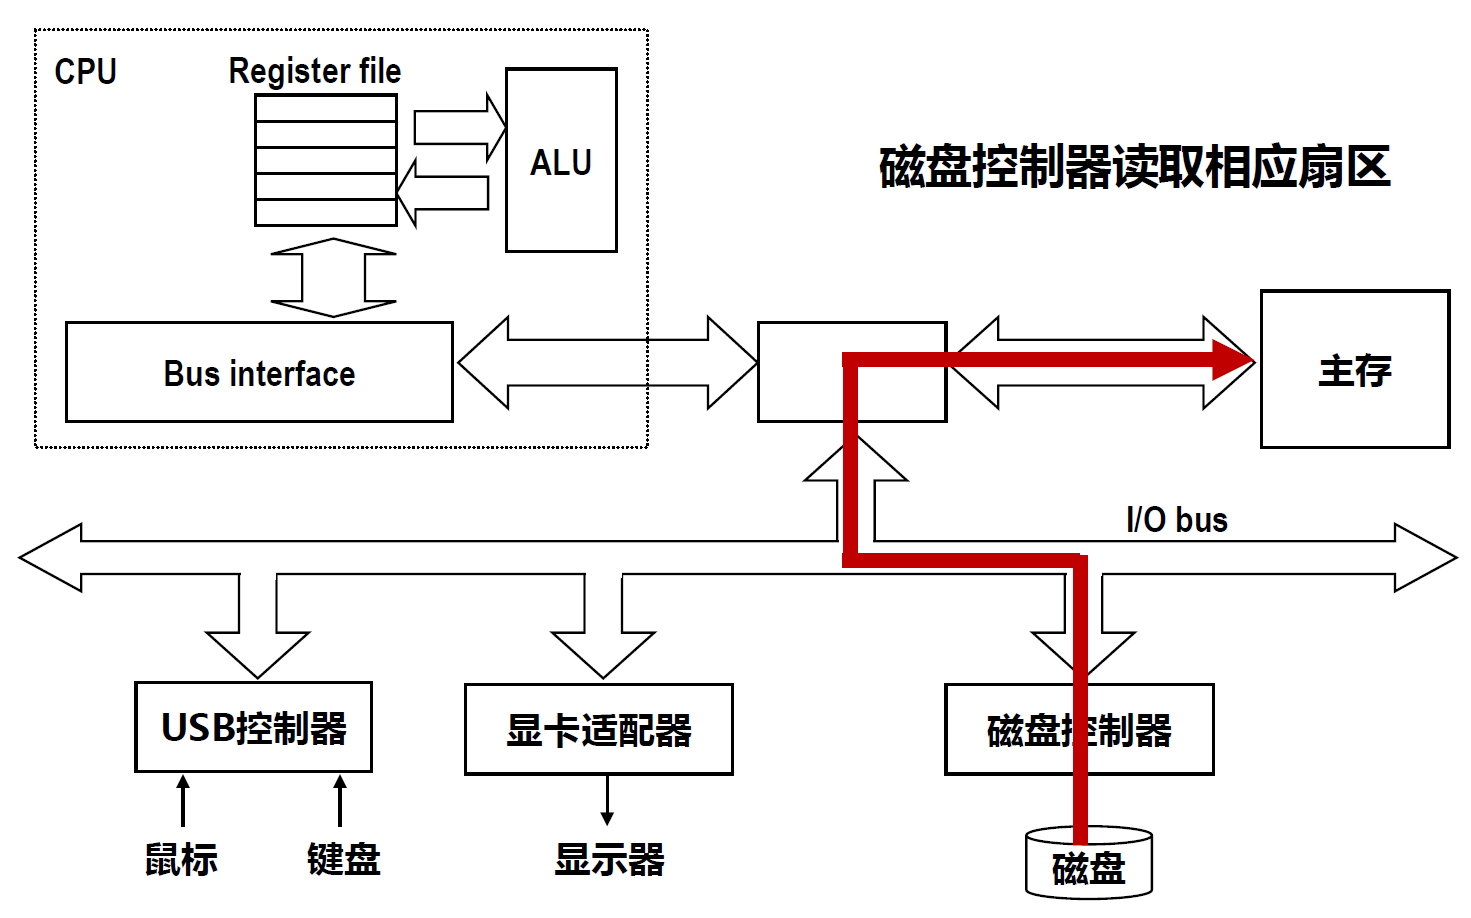 CPU
Register file
ALU
磁盘控制器读取相应扇区
Bus interface
主存
I/O bus
USB控制器
显卡适配器
磁盘控制器
鼠标
键盘
显示器
磁盘